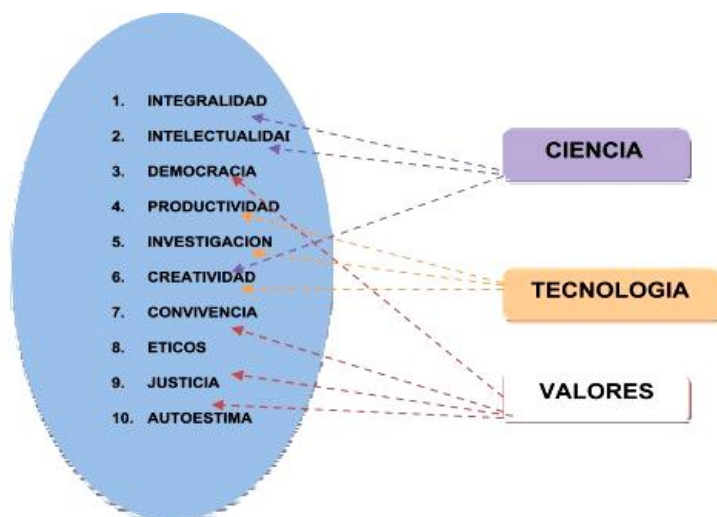 1. INTEGRALIDAD
2. INTELECTUALIDAD
3. DEMOCRACIA
4. PRODUCTIVIDAD
5. INVESTIGACION
6. CREATIVIDAD
7. CONVIVENCIA
8. ETICOS
9. JUSTICIA
10. AUTOESTIMA
CIENCIA
TECNOLOGIA
VALORES